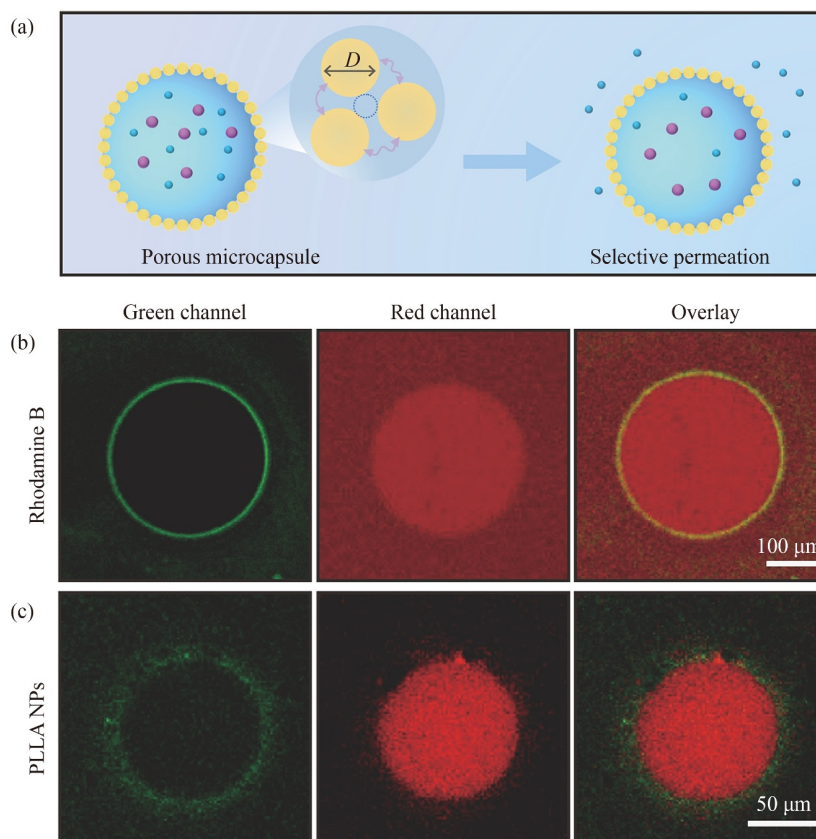 (a)
D
Porous microcapsule
Selective permeation
Green channel
Red channel
Overlay
(b)
Rhodamine B
100 μm
(c)
PLLA NPs
50 μm